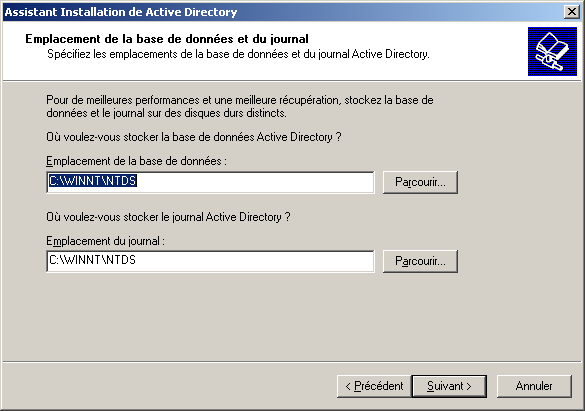 Assistant Installation de Active Directory
Emplacement de la base de données et du journal
Spécifiez les emplacements de la base de données et du journal Active Directory.
Pour de meilleures performances et une meilleure récupération, stockez la base de
données et le journal sur des disques durs distincts.
Où voulez-vous stocker la base de données Active Directory ?
Emplacement de la base de données :
C:\WINNT\NTDS
Parcourir...
Où voulez-vous stocker le journal Active Directory ?
Emplacement du journal :
C:\WINNT\NTDS
Parcourir...
< Précédent
Suivant >
Annuler